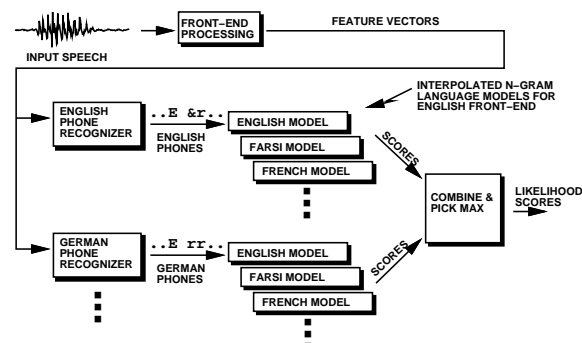 FRONT-END
PROCESSING
FEATURE VECTORS
INPUT SPEECH
INTERPOLATED N-GRAM
LANGUAGE MODELS FOR
ENGLISH FRONT-END
ENGLISH
PHONE
RECOGNIZER
..E &r..
ENGLISH
PHONES
ENGLISH MODEL
FARSI MODEL
FRENCH MODEL
SCORES
COMBINE &
PICK MAX
LIKELIHOOD
SCORES
GERMAN
PHONE
RECOGNIZER
..E rr..
GERMAN
PHONES
ENGLISH MODEL
FARSI MODEL
FRENCH MODEL
SCORES